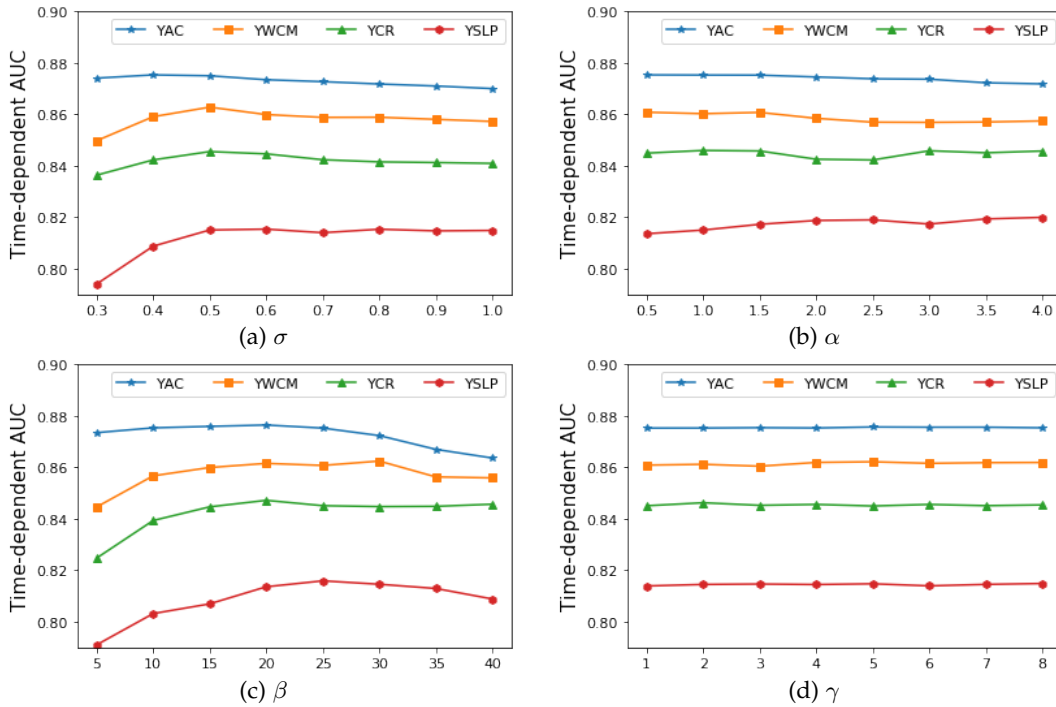 0.90
YAC YWCM YCR YSLP
0.88
0.86
0.84
0.82
0.80
Time-dependent AUC
0.3 0.4 0.5 0.6 0.7 0.8 0.9 1.0
(a) σ
0.90
YAC YWCM YCR YSLP
0.88
0.86
0.84
0.82
0.80
Time-dependent AUC
0.5 1.0 1.5 2.0 2.5 3.0 3.5 4.0
(b) α
0.90
YAC YWCM YCR YSLP
0.88
0.86
0.84
0.82
0.80
Time-dependent AUC
5 10 15 20 25 30 35 40
(c) β
0.90
YAC YWCM YCR YSLP
0.88
0.86
0.84
0.82
0.80
Time-dependent AUC
1 2 3 4 5 6 7 8
(d) γ